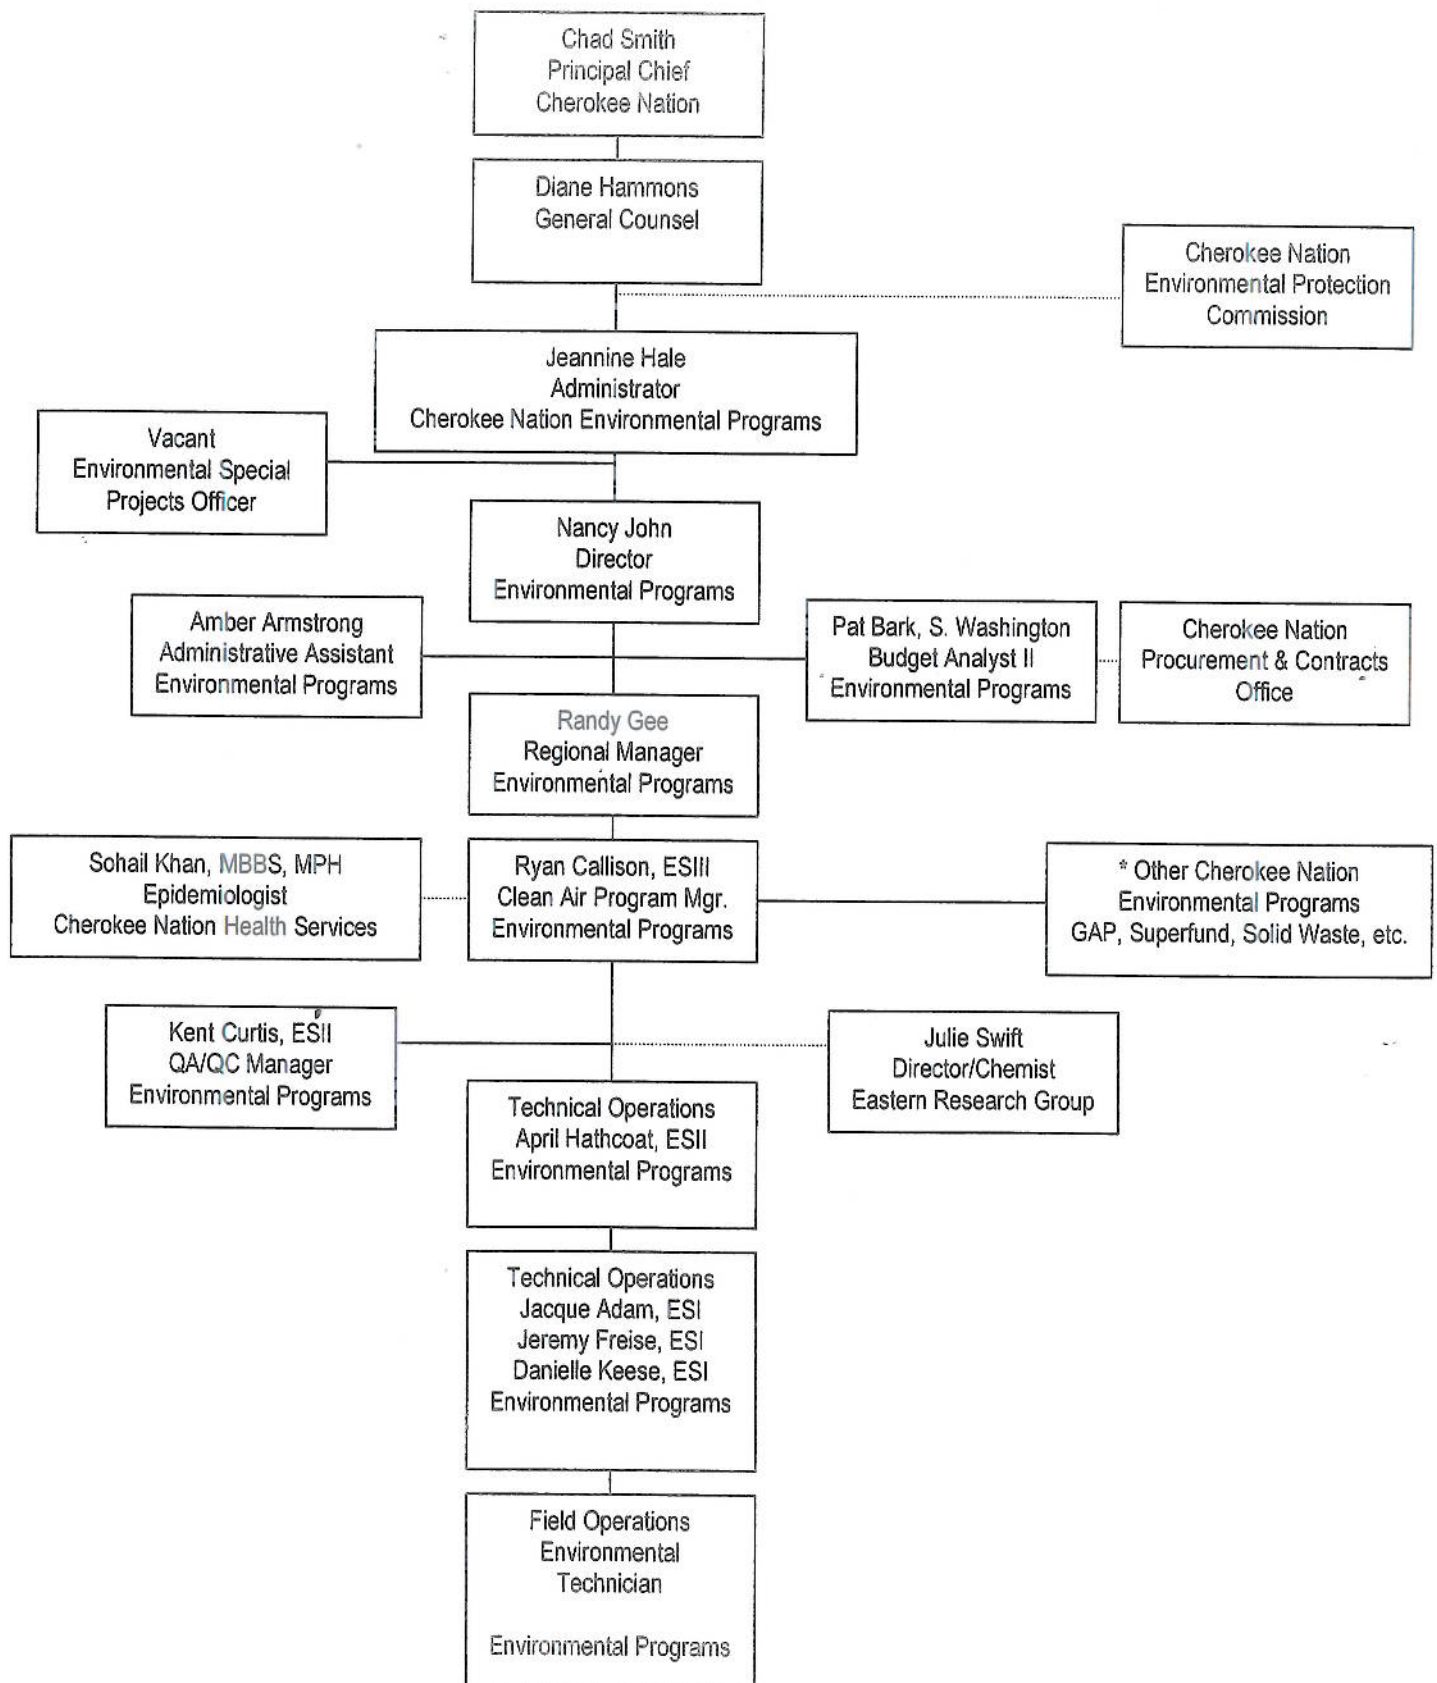 Chad Smith
Principal Chief
Cherokee Nation
Diane Hammons
General Counsel
Cherokee Nation
Environmental Protection
Commission
Jeannine Hale
Administrator
Cherokee Nation Environmental Programs
Vacant
Environmental Special
Projects Officer
Nancy John
Director
Environmental Programs
Amber Armstrong
Administrative Assistant
Environmental Programs
Pat Bark, S. Washington
Budget Analyst II
Environmental Programs
Cherokee Nation
Procurement & Contracts
Office
Randy Gee
Regional Manager
Environmental Programs
Sohail Khan, MBBS, MPH
Epidemiologist
Cherokee Nation Health Services
Ryan Callison, ESIII
Clean Air Program Mgr.
Environmental Programs
* Other Cherokee Nation
Environmental Programs
GAP, Superfund, Solid Waste, etc.
Kent Curtis, ESII
QA/QC Manager
Environmental Programs
Julie Swift
Director/Chemist
Eastern Research Group
Technical Operations
April Hathcoat, ESII
Environmental Programs
Technical Operations
Jacque Adam, ESI
Jeremy Freise, ESI
Danielle Keese, ESI
Environmental Programs
Field Operations
Environmental
Technician
Environmental Programs